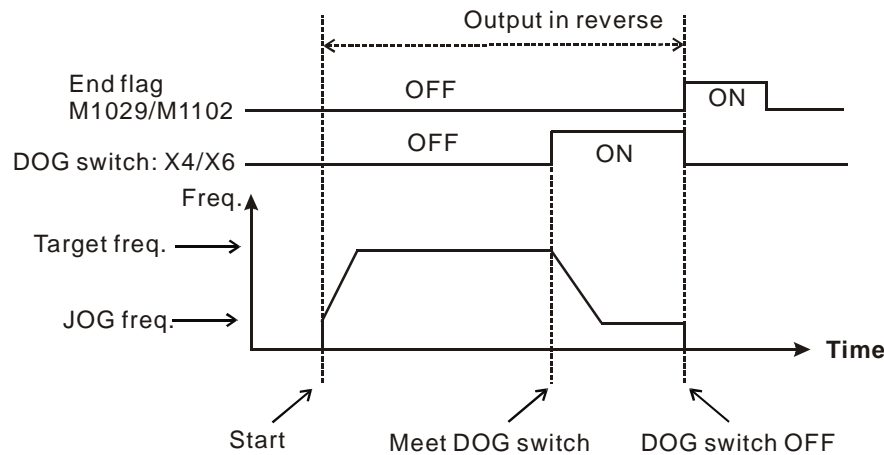 Output in reverse
End flag
M1029/M1102
OFF
ON
DOG switch: X4/X6
OFF
ON
Freq.
Target freq.
JOG freq.
Time
Start
Meet DOG switch
DOG switch OFF